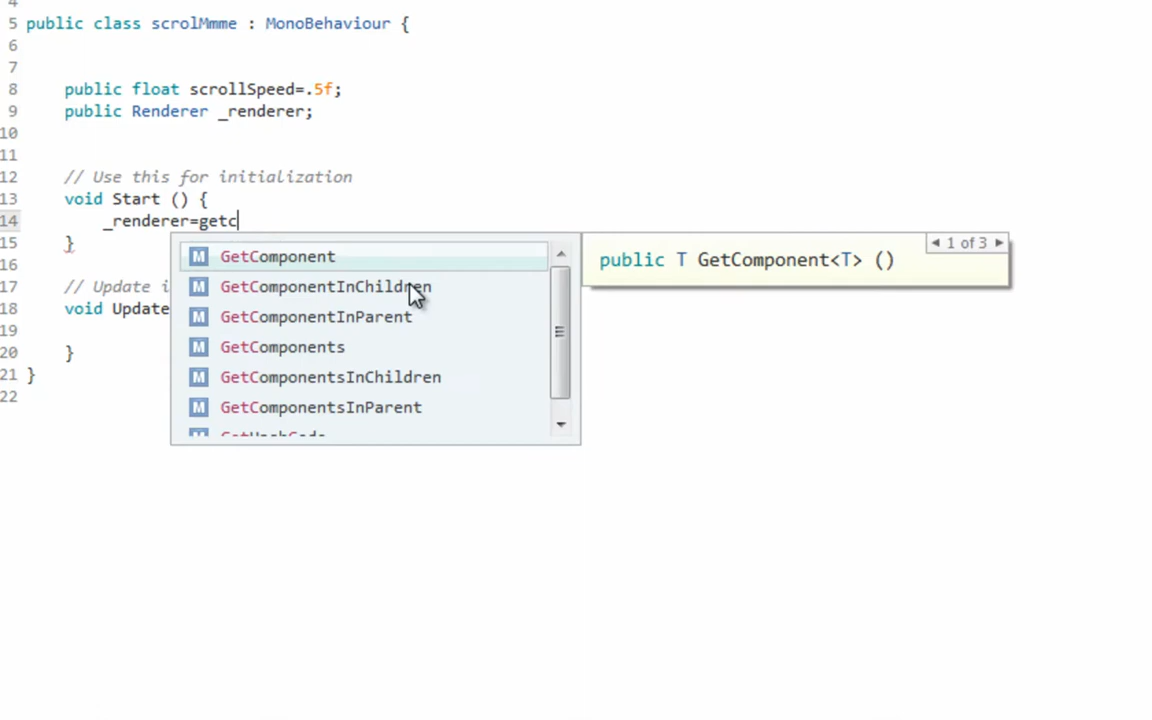 4
5 public class scrolMmme : MonoBehaviour {
6
7
8 public float scrollSpeed=.5f;
9 public Renderer _renderer;
10
11
12 // Use this for initialization
13 void Start () {
14 _renderer=getc
15 }
16
17 // Update i
18 void Update
19
20 }
21 }
22
M GetComponent
M GetComponentInChildren
M GetComponentInParent
M GetComponents
M GetComponentsInChildren
M GetComponentsInParent
M GetHashCode
1 of 3
public T GetComponent<T> ()